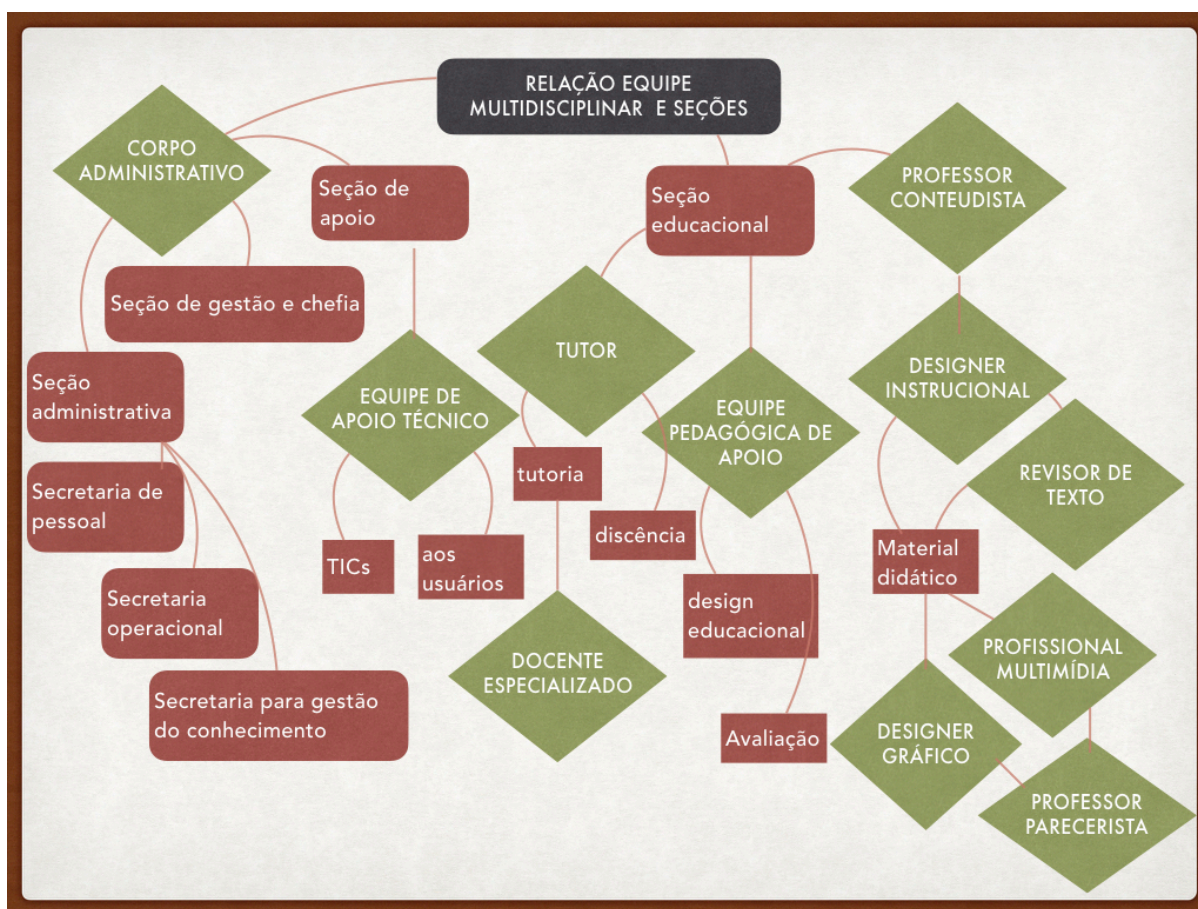 RELAÇÃO EQUIPE
MULTIDISCIPLINAR E SEÇÕES
CORPO
ADMINISTRATIVO
Seção de
apoio
Seção
educacional
PROFESSOR
CONTEUDISTA
Seção de gestão e chefia
TUTOR
Seção
administrativa
EQUIPE DE
APOIO TÉCNICO
EQUIPE
PEDAGÓGICA DE
APOIO
DESIGNER
INSTRUCIONAL
Secretaria de
pessoal
tutoria
REVISOR DE
TEXTO
TICs
aos
usuários
discência
Material
didático
Secretaria
operacional
design
educacional
DOCENTE
ESPECIALIZADO
PROFISSIONAL
MULTIMÍDIA
Secretaria para gestão
do conhecimento
Avaliação
DESIGNER
GRÁFICO
PROFESSOR
PARECERISTA